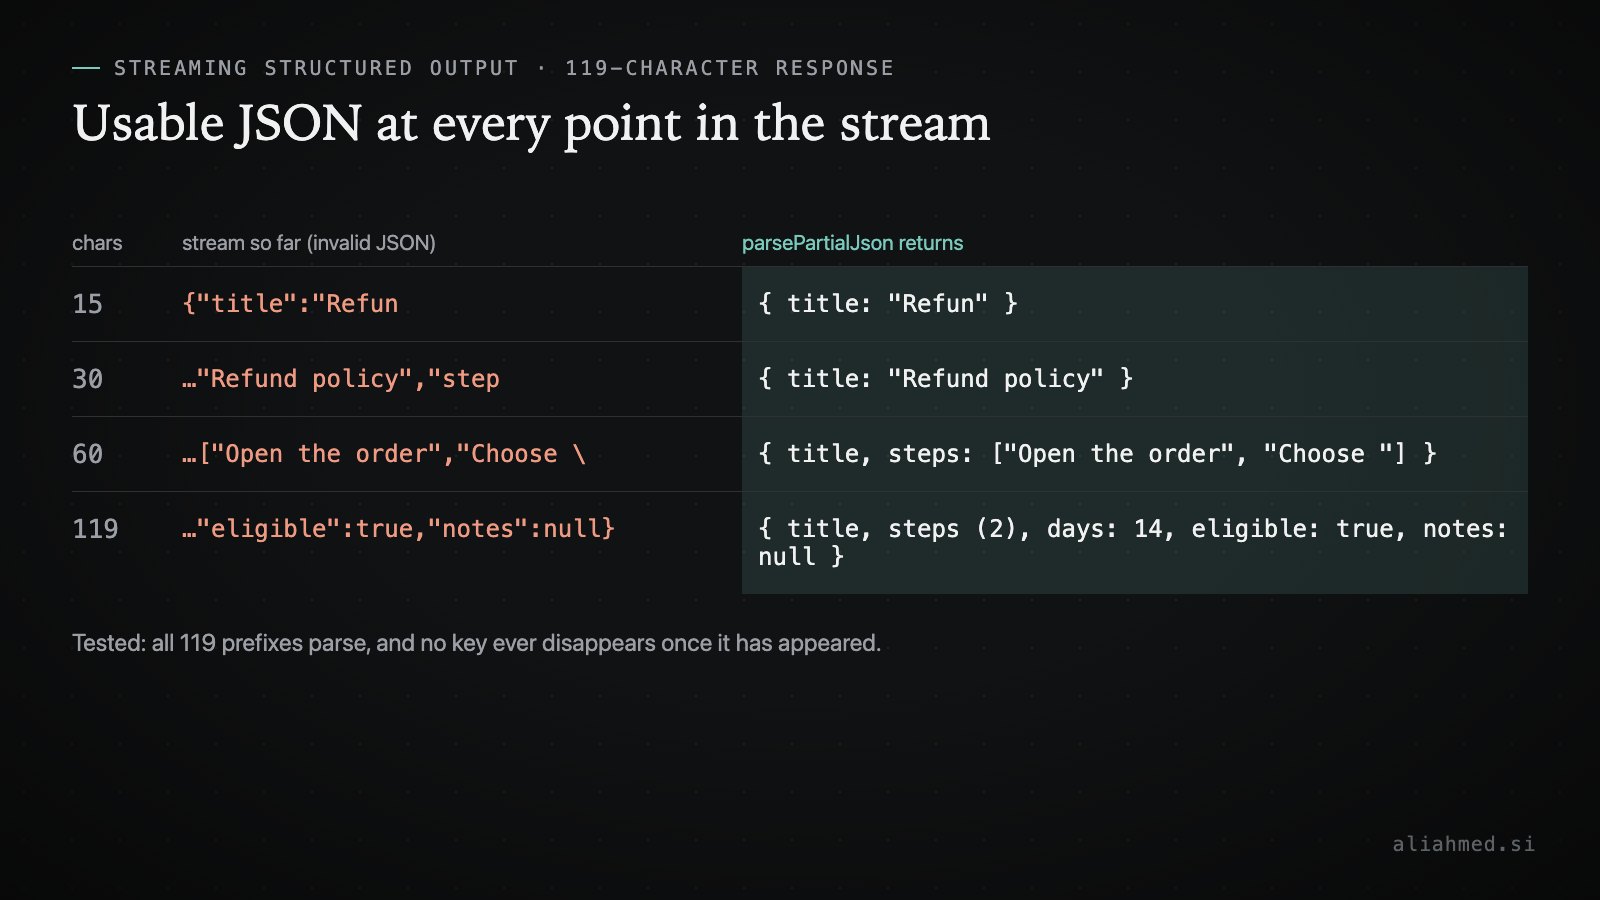 STREAMING STRUCTURED OUTPUT · 119-CHARACTER RESPONSE
Usable JSON at every point in the stream
chars stream so far (invalid JSON) parsePartialJson returns
15 {"title":"Refun { title: "Refun" }
30 …"Refund policy","step { title: "Refund policy" }
60 …["Open the order","Choose \ { title, steps: ["Open the order", "Choose "] }
119 …"eligible":true,"notes":null} { title, steps (2), days: 14, eligible: true, notes:
null }
Tested: all 119 prefixes parse, and no key ever disappears once it has appeared.
aliahmed.si